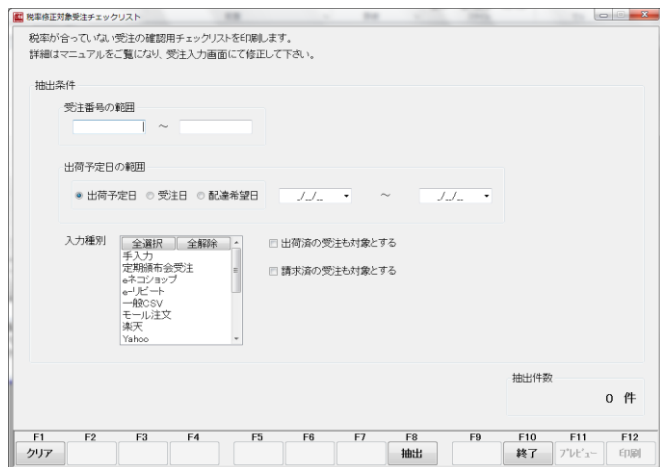 税率修正対象受注チェックリスト
税率が合っていない受注の確認用チェックリストを印刷します。
詳細はマニュアルをご覧になり、受注入力画面にて修正して下さい。
抽出条件
受注番号の範囲
～
出荷予定日の範囲
出荷予定日 受注日 配達希望日 _/_/_ ～ _/_/_
入力種別 全選択 全解除
手入力
定期頒布会受注
eネコショップ
e-リピート
一般CSV
モール注文
楽天
Yahoo
出荷済の受注も対象とする
請求済の受注も対象とする
抽出件数
0 件
F1 F2 F3 F4 F5 F6 F7 F8 F9 F10 F11 F12
クリア 抽出 終了 プレビュー 印刷